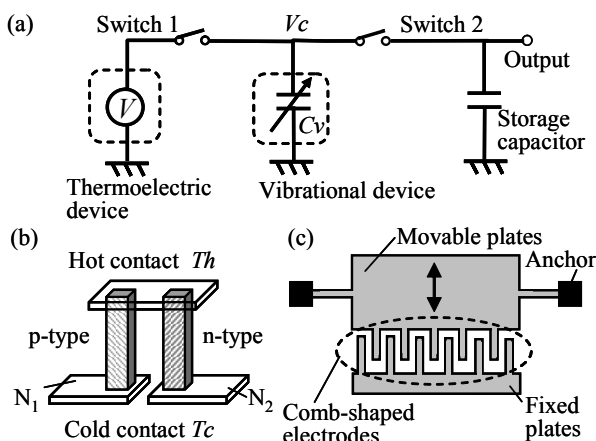 (a)
Switch 1
Vc
Switch 2
Output
V
Cv
Storage
capacitor
Thermoelectric
device
Vibrational device
(b)
Hot contact Th
p-type
n-type
N1
N2
Cold contact Tc
(c)
Movable plates
Anchor
Comb-shaped
electrodes
Fixed
plates